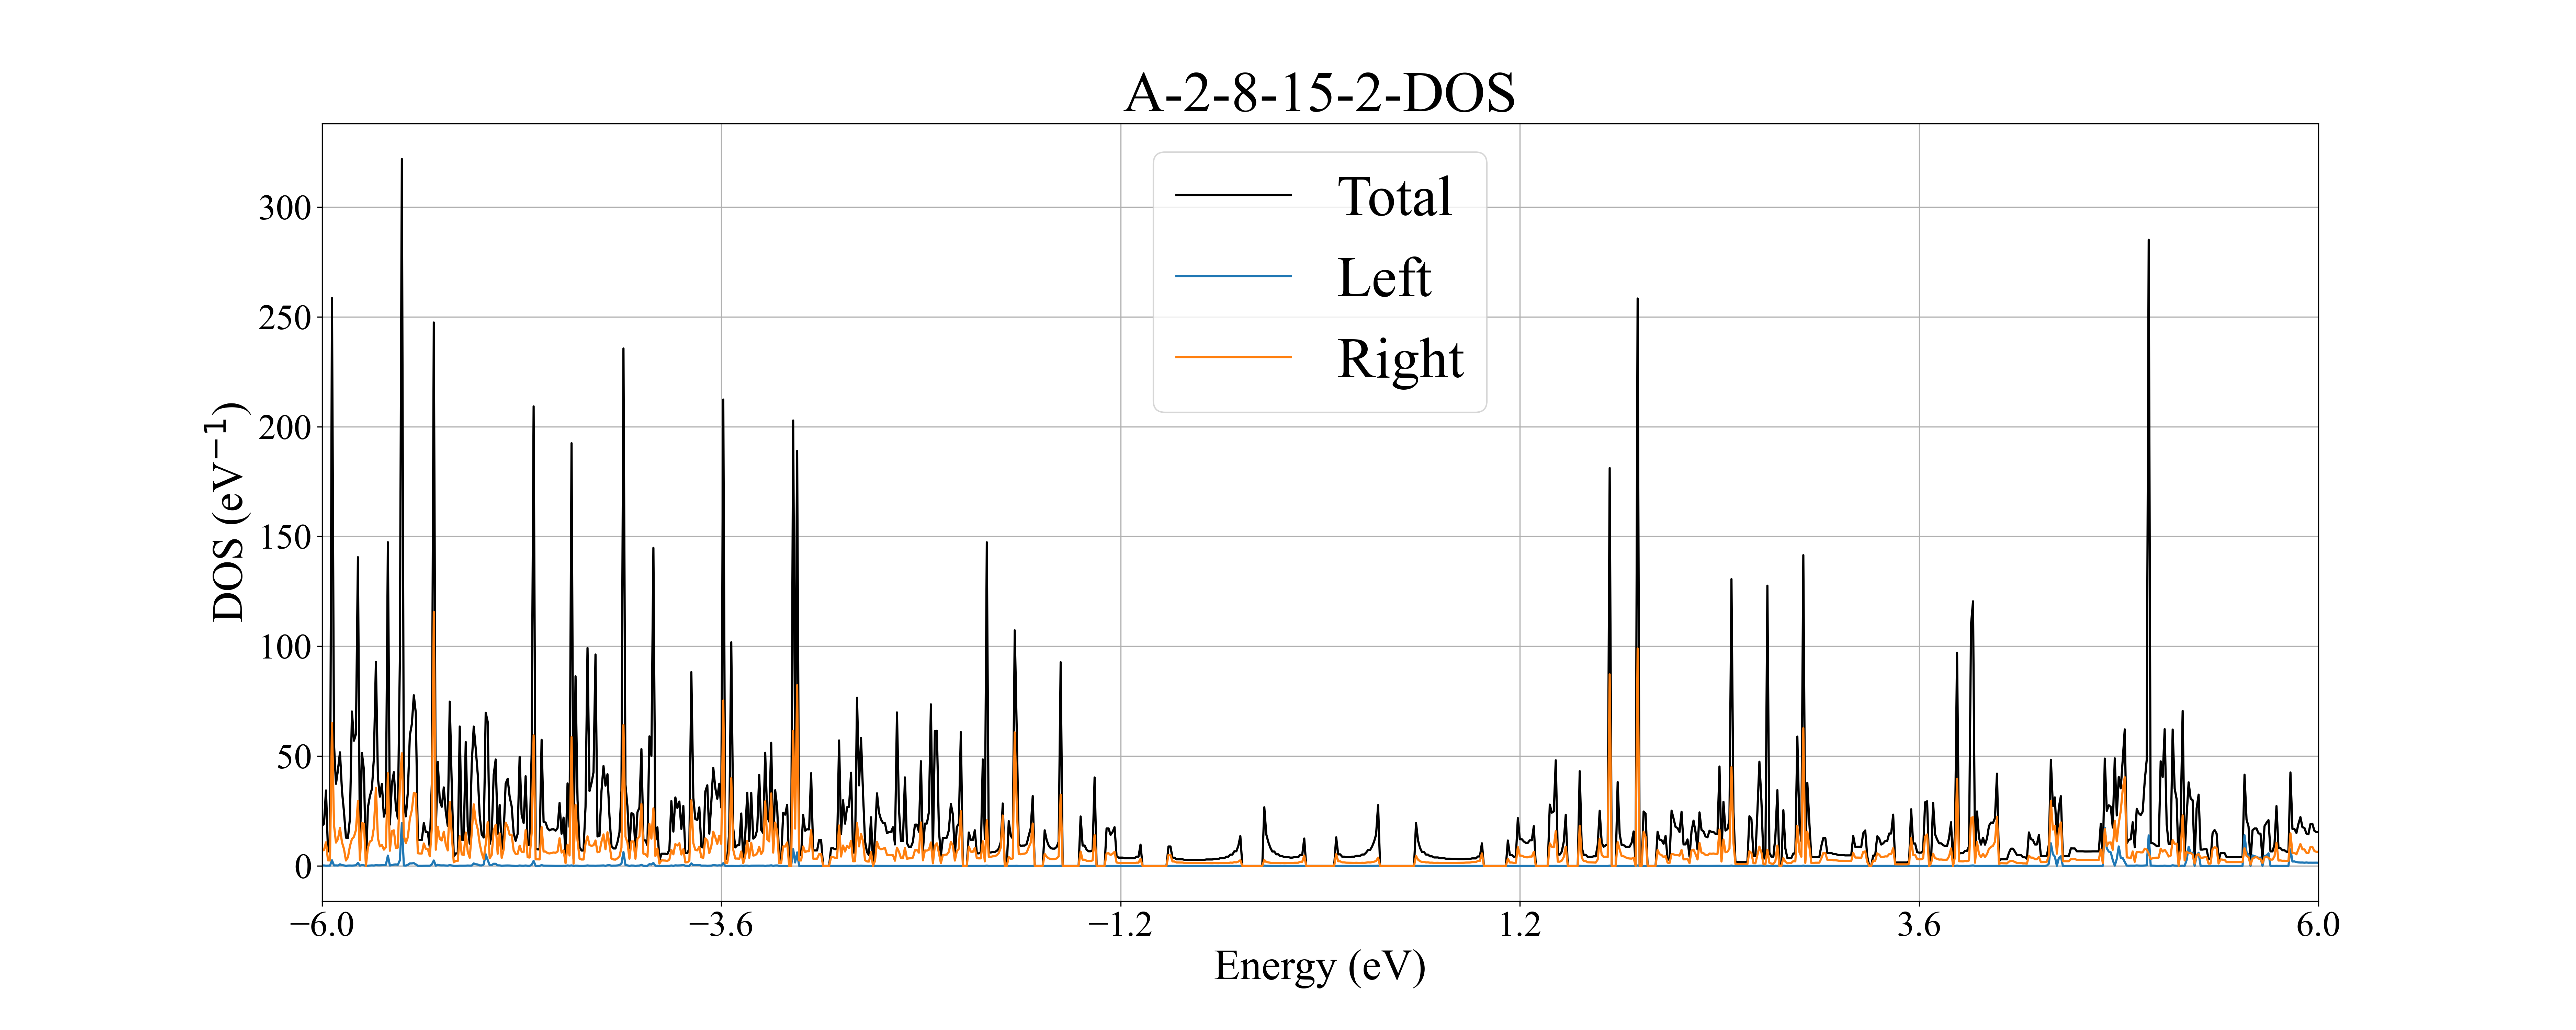 A-2-8-15-2-DOS
Total
Left
Right
DOS (eV⁻¹)
300
250
200
150
100
50
0
−6.0 −3.6 −1.2 1.2 3.6 6.0
Energy (eV)